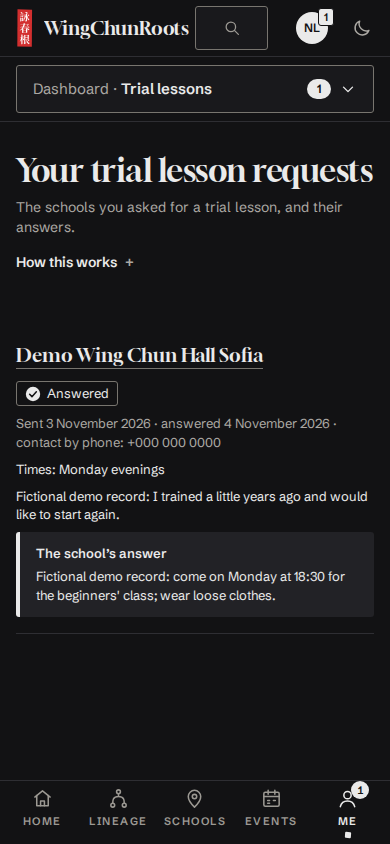 詠春根
WingChunRoots
NL
1
Dashboard · Trial lessons
1
Your trial lesson requests
The schools you asked for a trial lesson, and their
answers.
How this works +
Demo Wing Chun Hall Sofia
Answered
Sent 3 November 2026 · answered 4 November 2026 ·
contact by phone: +000 000 0000
Times: Monday evenings
Fictional demo record: I trained a little years ago and would
like to start again.
The school’s answer
Fictional demo record: come on Monday at 18:30 for
the beginners’ class; wear loose clothes.
1
HOME
LINEAGE
SCHOOLS
EVENTS
ME